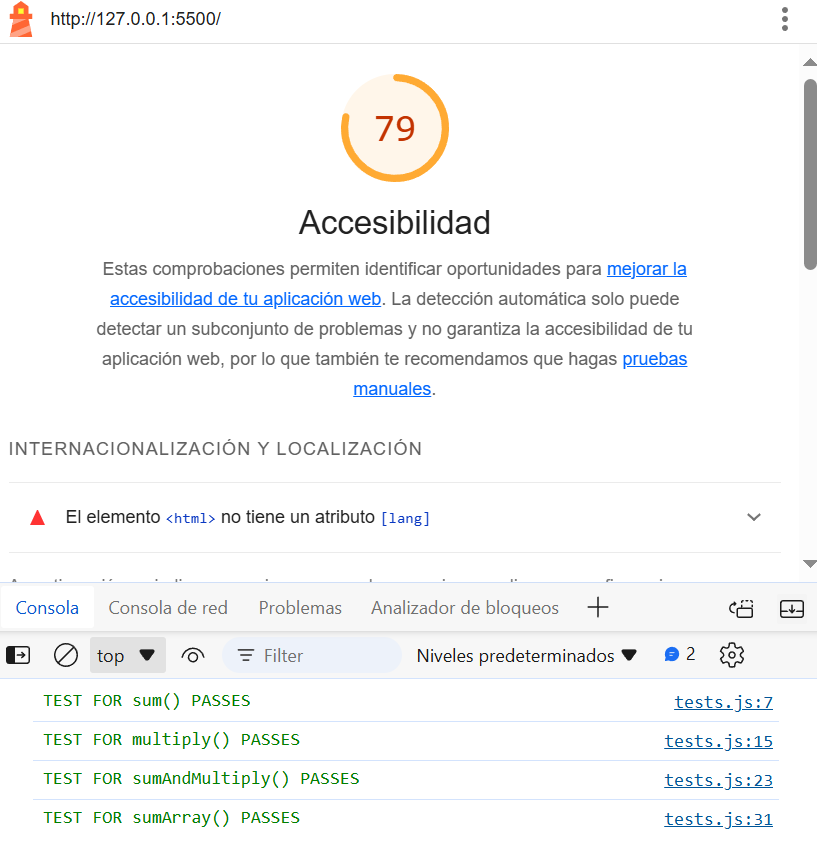 http://127.0.0.1:5500/
79
Accesibilidad
Estas comprobaciones permiten identificar oportunidades para mejorar la
accesibilidad de tu aplicación web. La detección automática solo puede
detectar un subconjunto de problemas y no garantiza la accesibilidad de tu
aplicación web, por lo que también te recomendamos que hagas pruebas
manuales.
INTERNACIONALIZACIÓN Y LOCALIZACIÓN
El elemento <html> no tiene un atributo [lang]
Consola Consola de red Problemas Analizador de bloqueos
top Filter Niveles predeterminados 2
TEST FOR sum() PASSES tests.js:7
TEST FOR multiply() PASSES tests.js:15
TEST FOR sumAndMultiply() PASSES tests.js:23
TEST FOR sumArray() PASSES tests.js:31